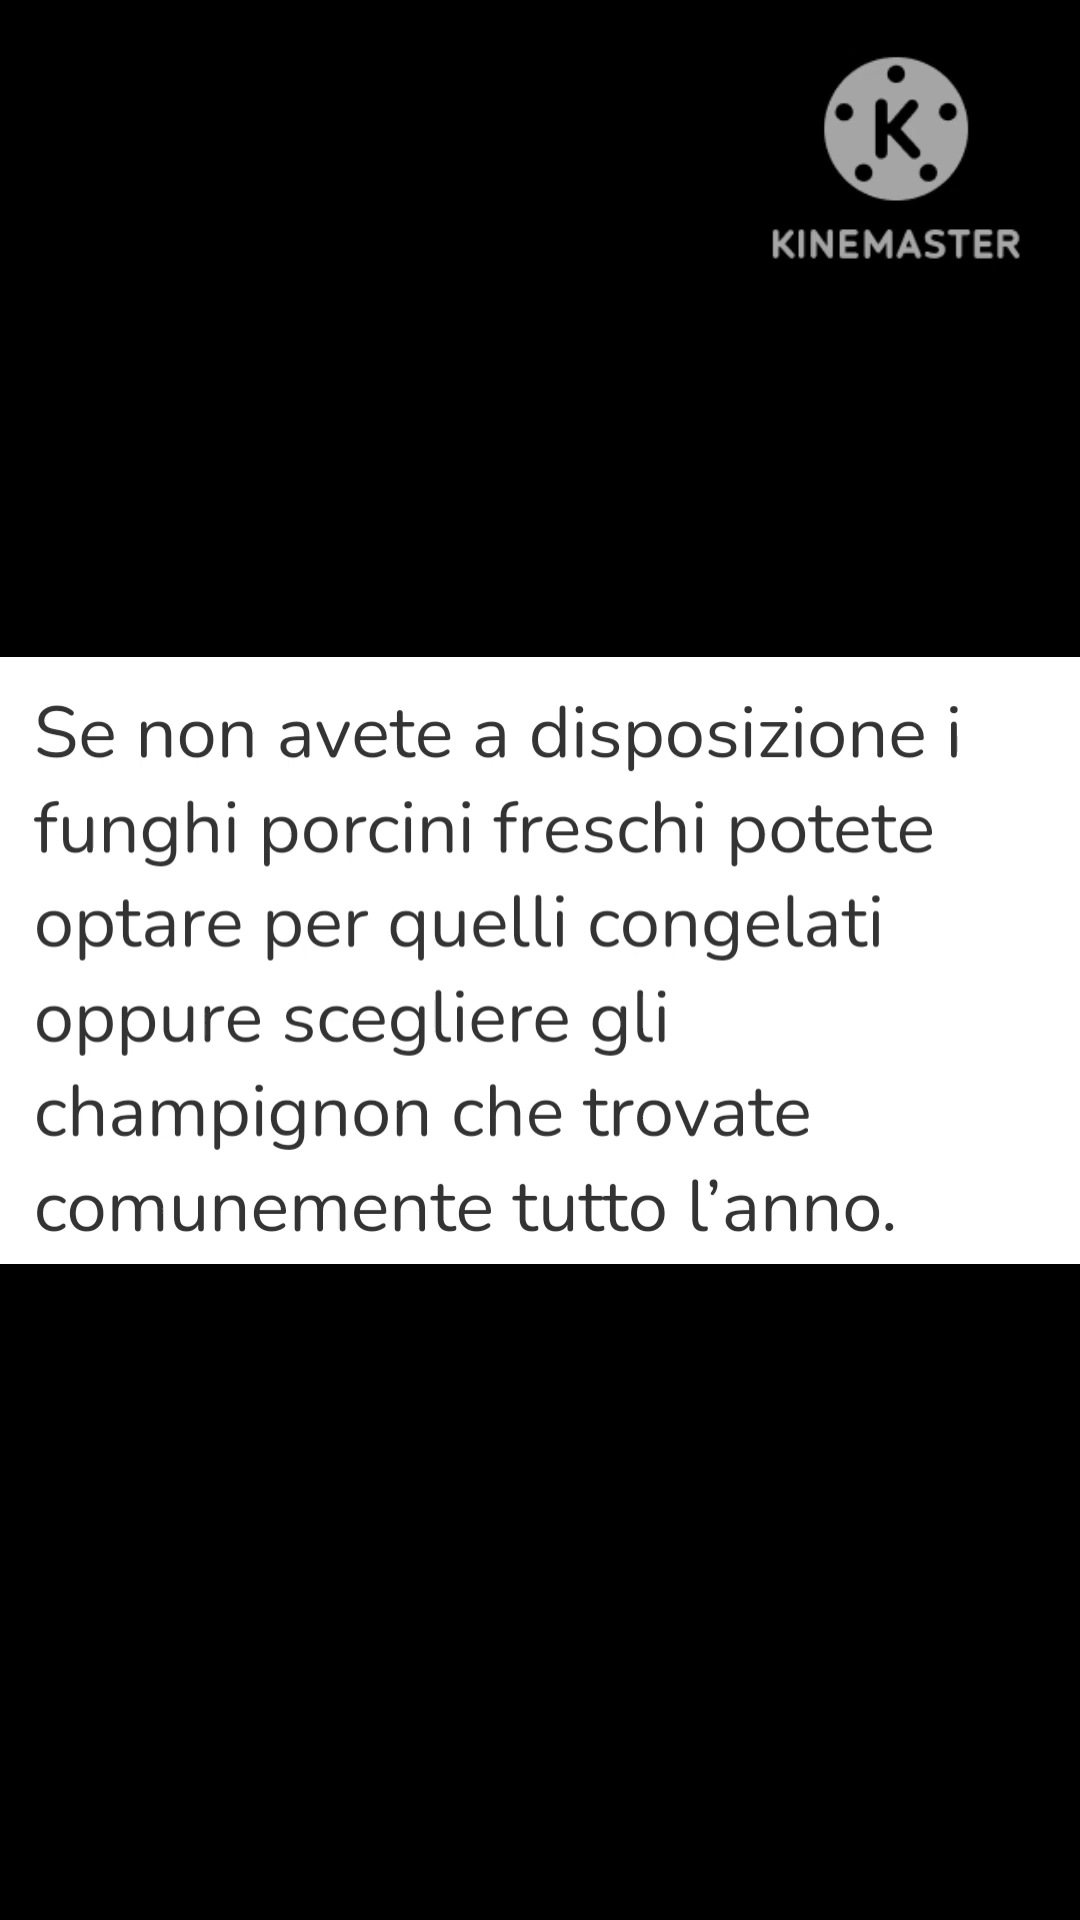 K
KINEMASTER
Se non avete a disposizione i
funghi porcini freschi potete
optare per quelli congelati
oppure scegliere gli
champignon che trovate
comunemente tutto l’anno.